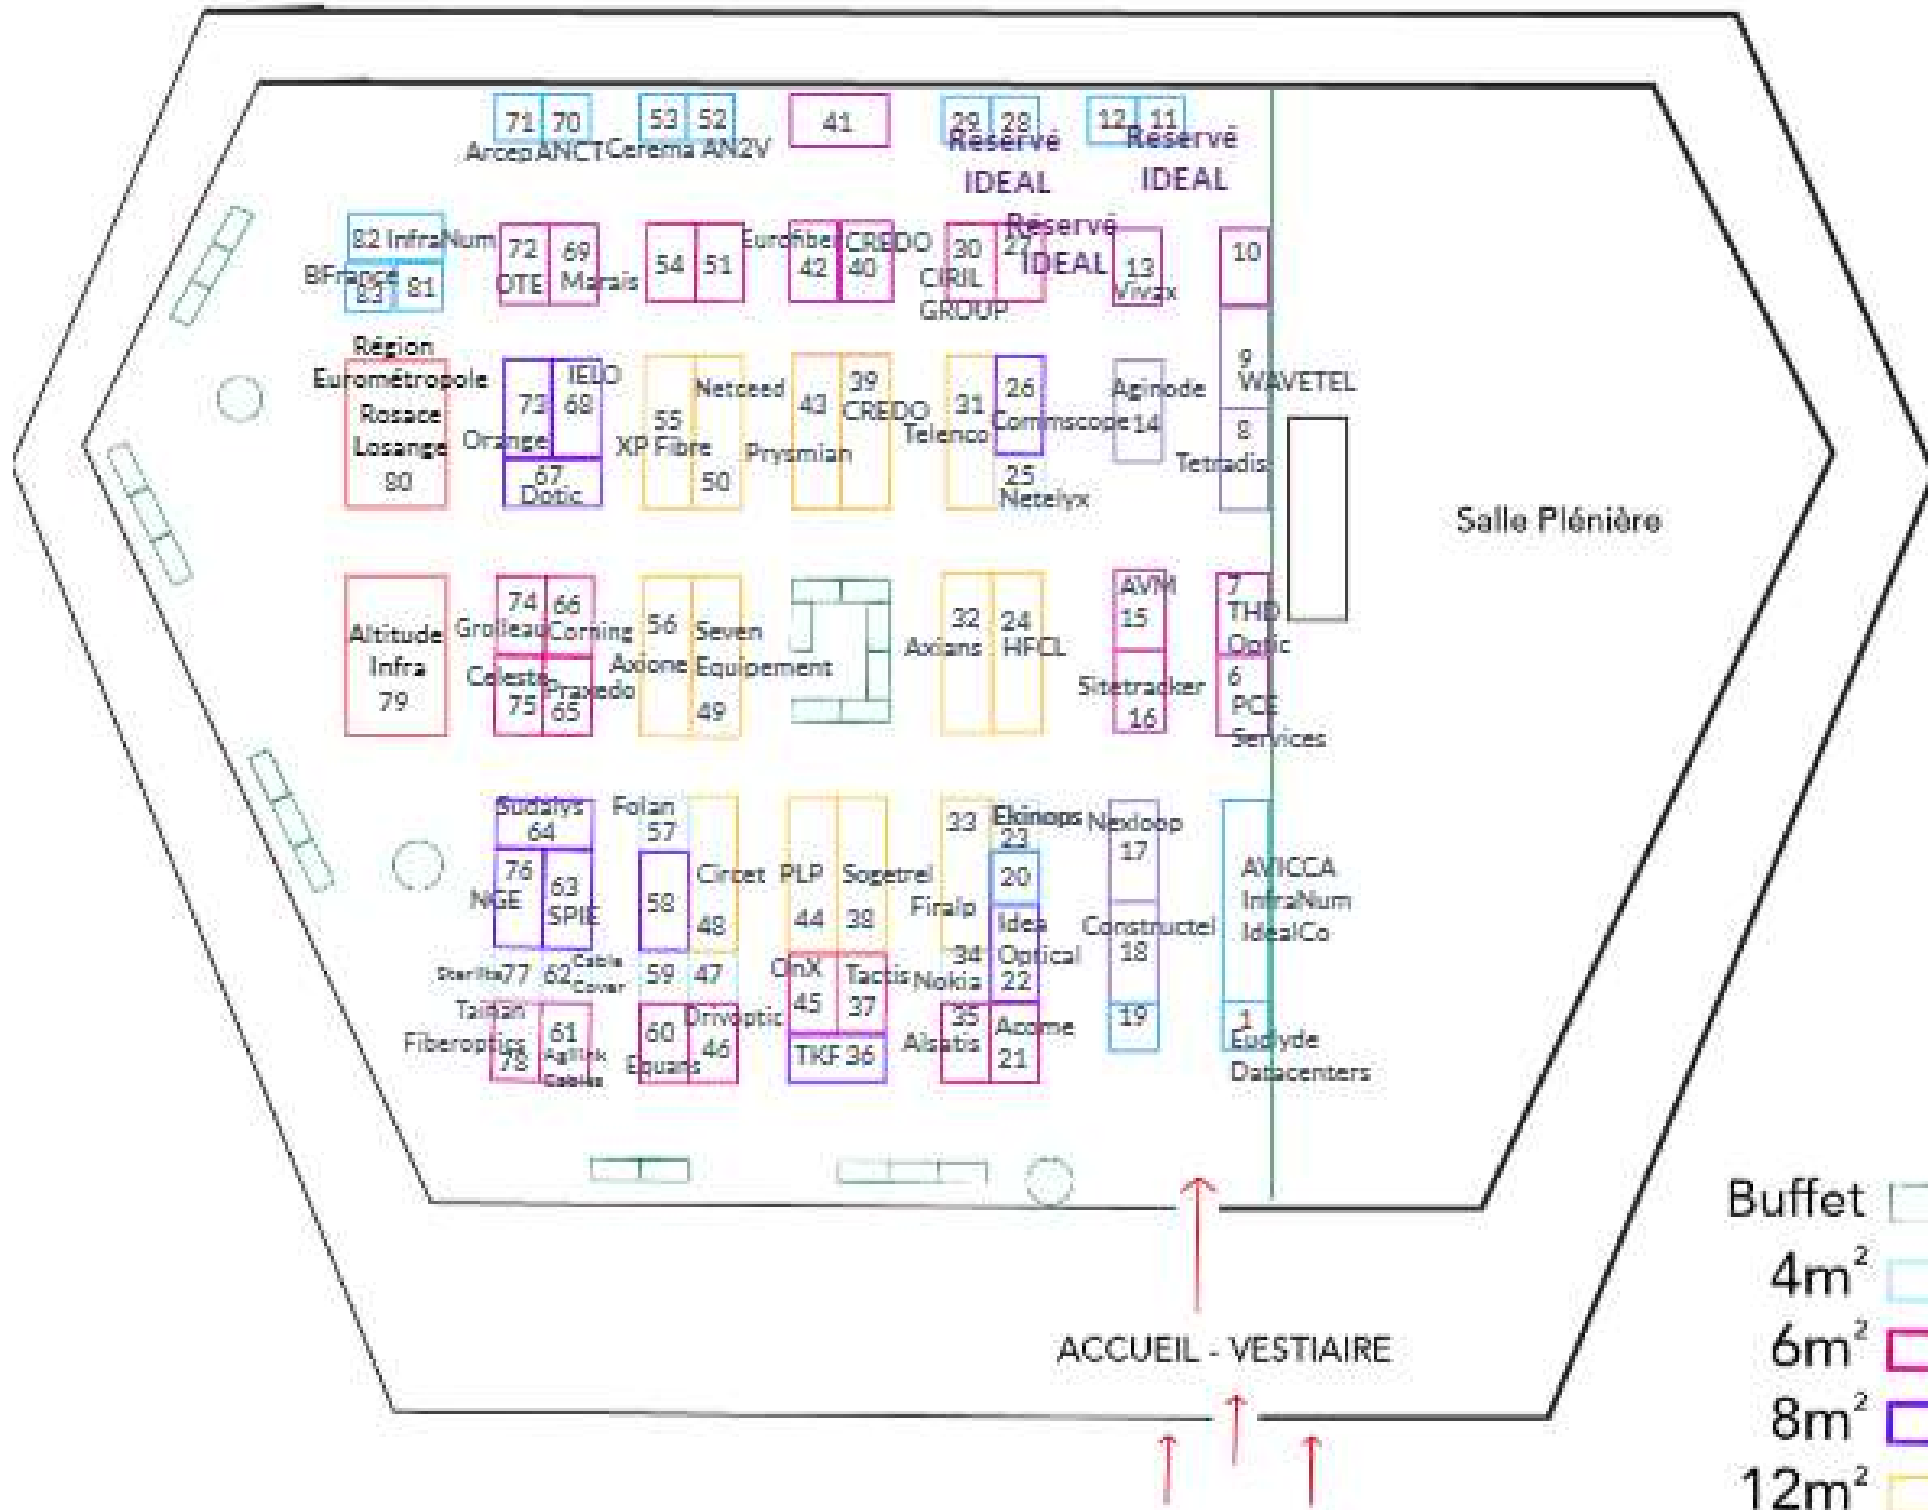 71 70
Arcep ANCT
53 52
Cerema AN2V
41
29 28
Réservé
IDEAL
12 11
Réservé
IDEAL
82 InfraNum
BFrance
83 81
72
OTE
69
Marais
54 51
Eurofiber
42
CREDO
40
30
CIRIL
GROUP
27
Réservé
IDEAL
13
Vivax
10
Région
Eurométropole
Rosace
Losange
80
73
Orange
IELO
68
67
Dotic
55
XP Fibre
Netceed
50
43
Prysmian
39
CREDO
31
Telenco
26
Commscope
25
Netelyx
Aginode
14
9
WAVETEL
8
Tetradis
Salle Plénière
Altitude
Infra
79
74
Grolleau
66
Corning
Celeste
75
Praxedo
65
56
Axione
Seven
Equipement
49
32
Axians
24
HFCL
AVM
15
Sitetracker
16
7
THD
Optic
6
PCE
Services
Sudalys
64
76
NGE
63
SPIE
Sterlite 77
62 Cable
Cover
Taihan
Fiberoptics
78
61
Agilink
Cables
Folan
57
58
59
60
Equans
Circet
48
47
Drivoptic
46
PLP
44
Sogetrel
38
OnX
45
Tactis
37
TKF 36
33
Firalp
34
Nokia
35
Alsatis
Ekinops
23
20
Idea
Optical
22
Acome
21
Nexloop
17
Constructel
18
19
AVICCA
InfraNum
IdealCo
1
Euclyde
Datacenters
ACCUEIL - VESTIAIRE
Buffet
4m²
6m²
8m²
12m²